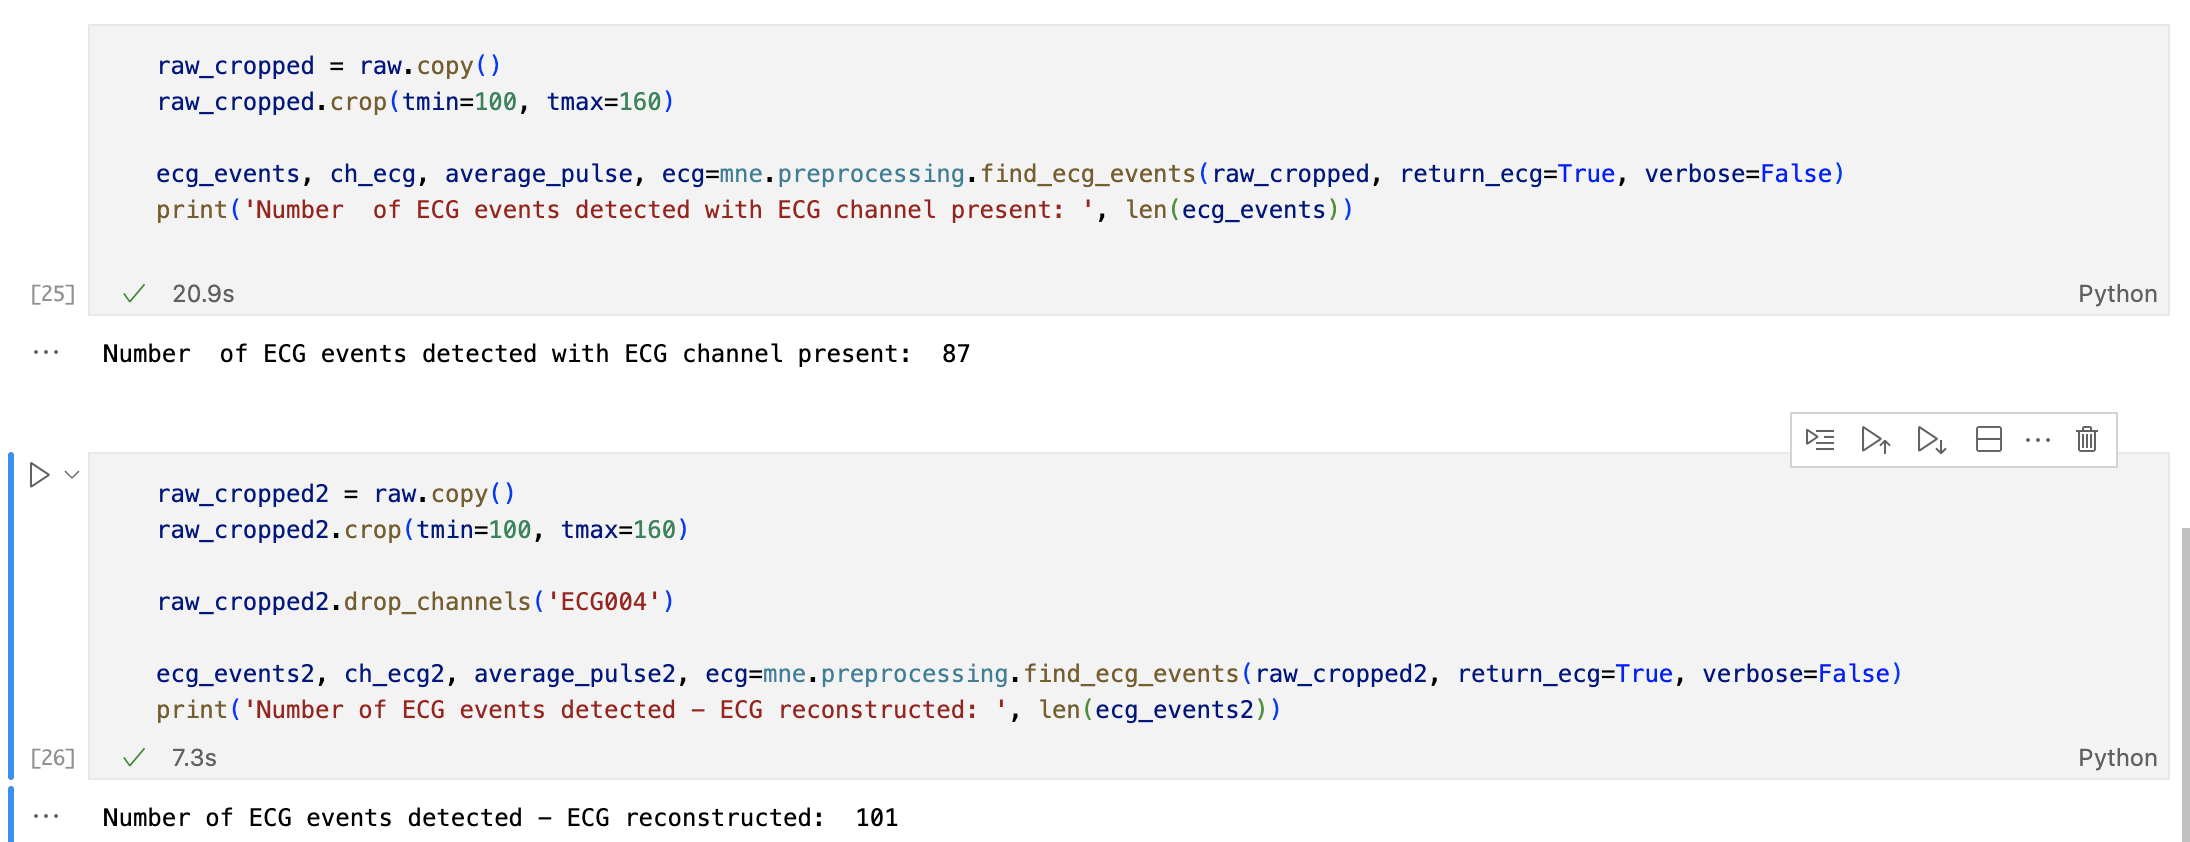 raw_cropped = raw.copy()
raw_cropped.crop(tmin=100, tmax=160)
ecg_events, ch_ecg, average_pulse, ecg=mne.preprocessing.find_ecg_events(raw_cropped, return_ecg=True, verbose=False)
print('Number  of ECG events detected with ECG channel present: ', len(ecg_events))
[25] 20.9s Python
... Number  of ECG events detected with ECG channel present:  87
raw_cropped2 = raw.copy()
raw_cropped2.crop(tmin=100, tmax=160)
raw_cropped2.drop_channels('ECG004')
ecg_events2, ch_ecg2, average_pulse2, ecg=mne.preprocessing.find_ecg_events(raw_cropped2, return_ecg=True, verbose=False)
print('Number of ECG events detected – ECG reconstructed: ', len(ecg_events2))
[26] 7.3s Python
... Number of ECG events detected – ECG reconstructed:  101